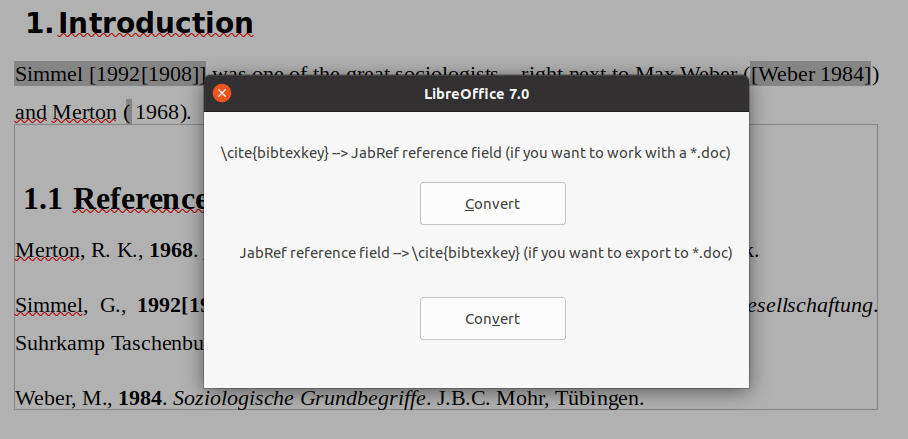 1. Introduction
Simmel [1992[1908]] was one of the great sociologists right next to Max Weber ([Weber 1984])
and Merton ( 1968).
LibreOffice 7.0
\cite{bibtexkey} --> JabRef reference field (if you want to work with a *.doc)
Convert
JabRef reference field --> \cite{bibtexkey} (if you want to export to *.doc)
Convert
1.1 Reference
Merton, R. K., 1968.
Simmel, G., 1992[19 esellschaftung.
Suhrkamp Taschenbu
Weber, M., 1984. Soziologische Grundbegriffe. J.B.C. Mohr, Tübingen.